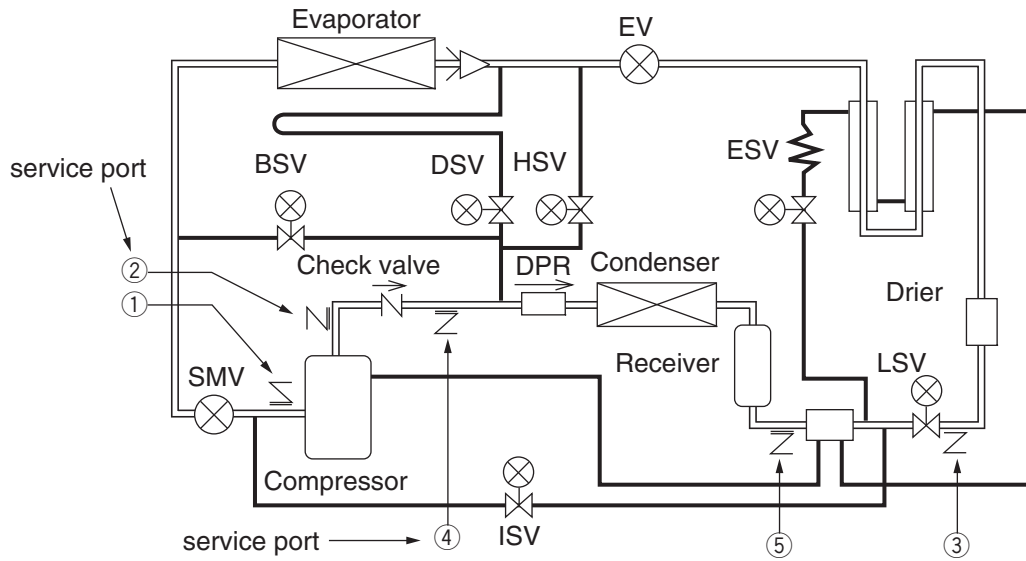 Evaporator
EV
service port
BSV
DSV
HSV
ESV
②
Check valve
DPR
Condenser
①
Drier
SMV
Receiver
LSV
Compressor
service port
④
ISV
⑤
③